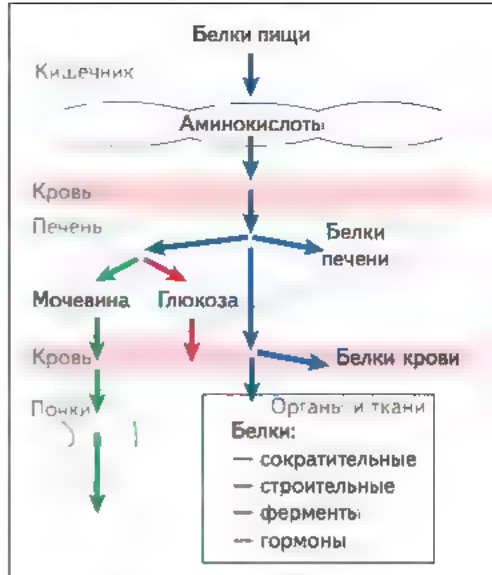 Белки пищи
Кишечник
Аминокислоты
Кровь
Печень
Белки
печени
Мочевина Глюкоза
Кровь
Белки крови
Почки
Органы и ткани
Белки:
— сократительные
— строительные
— ферменты
— гормоны